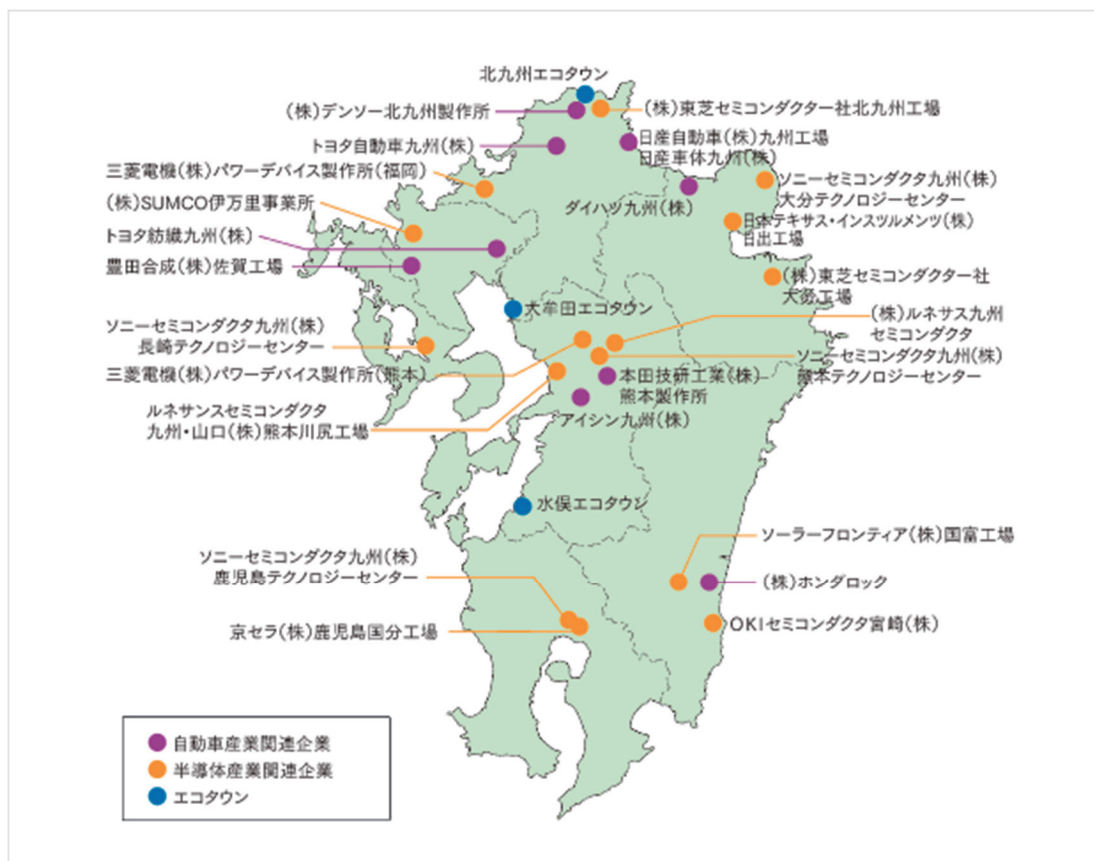 北九州エコタウン
(株)デンソー北九州製作所
(株)東芝セミコンダクター社北九州工場
トヨタ自動車九州(株)
日産自動車(株)九州工場
日産車体九州(株)
三菱電機(株)パワーデバイス製作所(福岡)
ソニーセミコンダクタ九州(株)
大分テクノロジーセンター
(株)SUMCO伊万里事業所
ダイハツ九州(株)
日本テキサス・インスツルメンツ(株)
日出工場
トヨタ紡織九州(株)
豊田合成(株)佐賀工場
(株)東芝セミコンダクター社
大分工場
大牟田エコタウン
(株)ルネサス九州
セミコンダクタ
ソニーセミコンダクタ九州(株)
長崎テクノロジーセンター
ソニーセミコンダクタ九州(株)
熊本テクノロジーセンター
三菱電機(株)パワーデバイス製作所(熊本)
本田技研工業(株)
熊本製作所
ルネサンスセミコンダクタ
九州・山口(株)熊本川尻工場
アイシン九州(株)
水俣エコタウン
ソーラーフロンティア(株)国富工場
ソニーセミコンダクタ九州(株)
鹿児島テクノロジーセンター
(株)ホンダロック
京セラ(株)鹿児島国分工場
OKIセミコンダクタ宮崎(株)
自動車産業関連企業
半導体産業関連企業
エコタウン